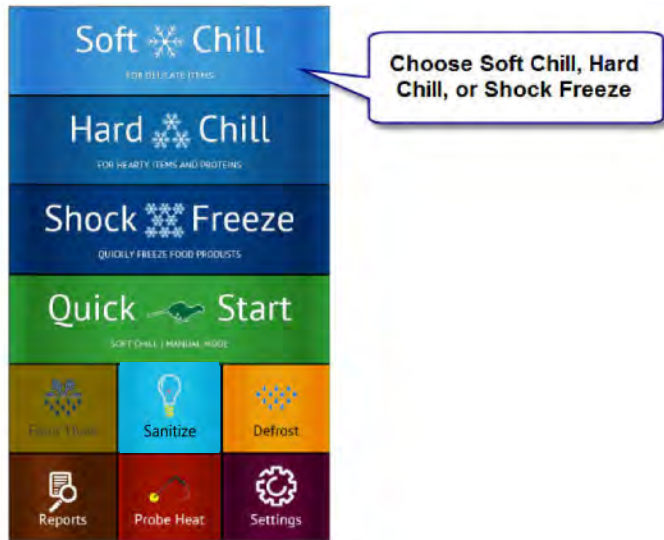 Soft Chill
FOR DELICATE ITEMS
Choose Soft Chill, Hard
Chill, or Shock Freeze
Hard Chill
FOR HEARTY ITEMS AND PROTEINS
Shock Freeze
QUICKLY FREEZE FOOD PRODUSTS
Quick Start
SOFT CHILL | MANUAL MODE
Sanitize
Defrost
Reports
Probe Heat
Settings